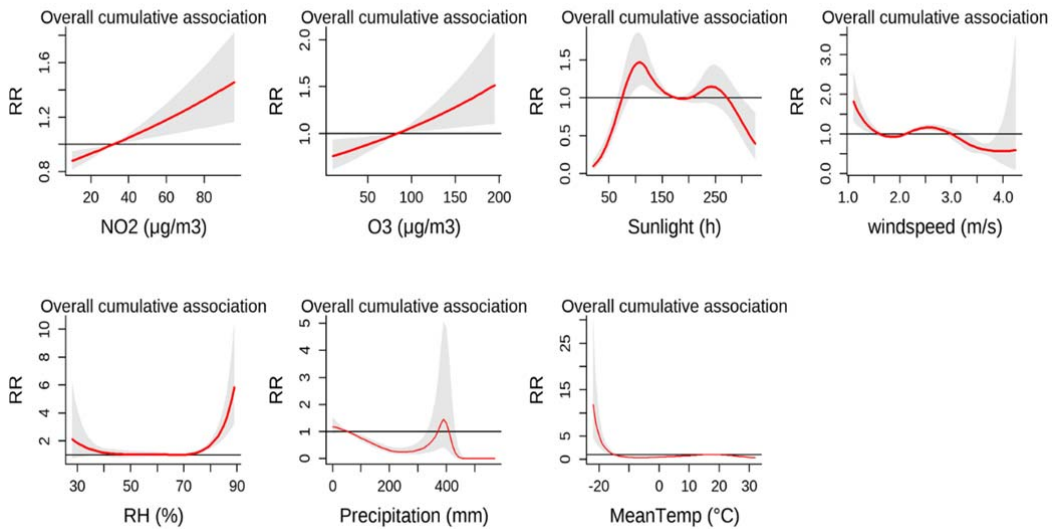 Overall cumulative association
Overall cumulative association
Overall cumulative association
Overall cumulative association
RR
0.8
1.2
1.6
20
40
60
80
NO2 (µg/m3)
RR
1.0
1.5
2.0
50
100
150
200
O3 (µg/m3)
RR
0.0
0.5
1.0
1.5
50
150
250
Sunlight (h)
RR
0.0
1.0
2.0
3.0
1.0
2.0
3.0
4.0
windspeed (m/s)
Overall cumulative association
Overall cumulative association
Overall cumulative association
RR
2
4
6
8
10
30
50
70
90
RH (%)
RR
0
1
2
3
4
5
0
200
400
Precipitation (mm)
RR
0
5
15
25
-20
0
10
20
30
MeanTemp (°C)